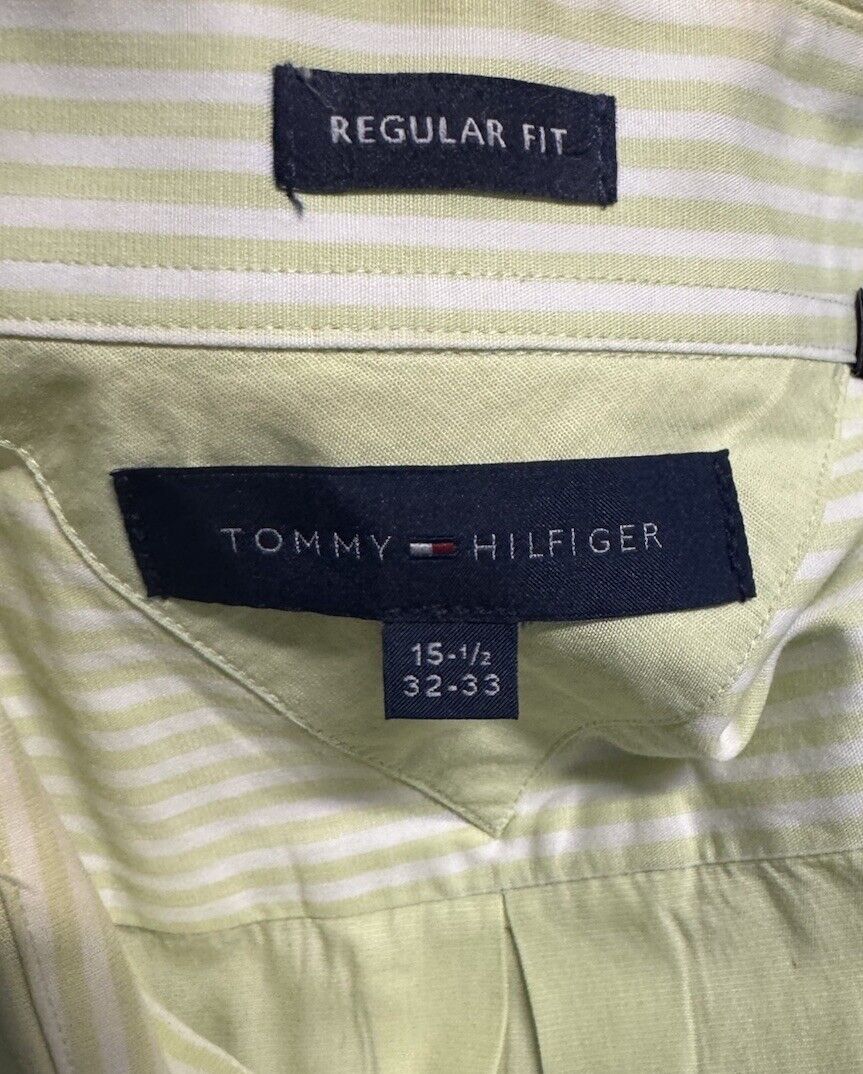 REGULAR FIT
TOMMY HILFIGER
15-1/2
32-33